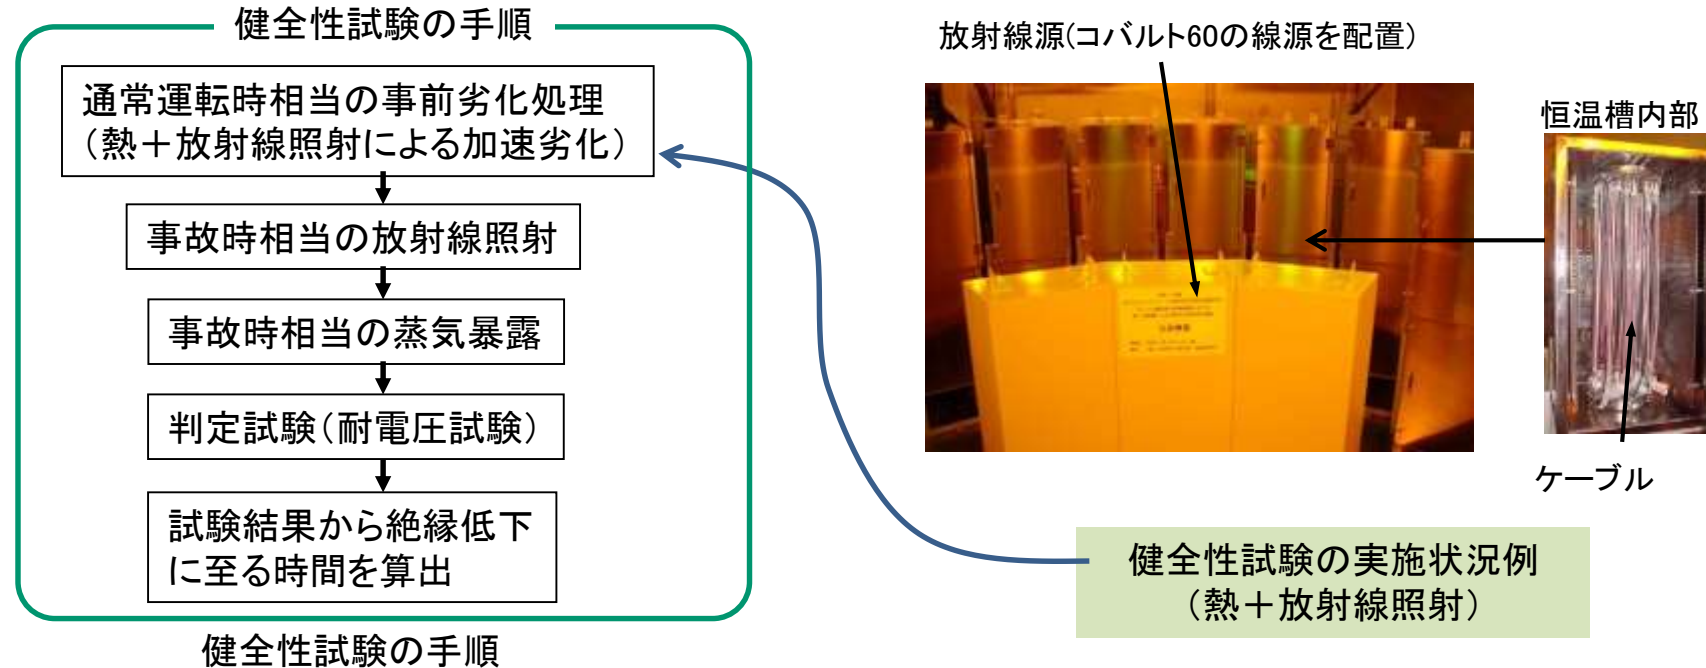 健全性試験の手順
通常運転時相当の事前劣化処理
(熱+放射線照射による加速劣化)
事故時相当の放射線照射
事故時相当の蒸気暴露
判定試験(耐電圧試験)
試験結果から絶縁低下
に至る時間を算出
健全性試験の手順
放射線源(コバルト60の線源を配置)
恒温槽内部
ケーブル
健全性試験の実施状況例
(熱+放射線照射)